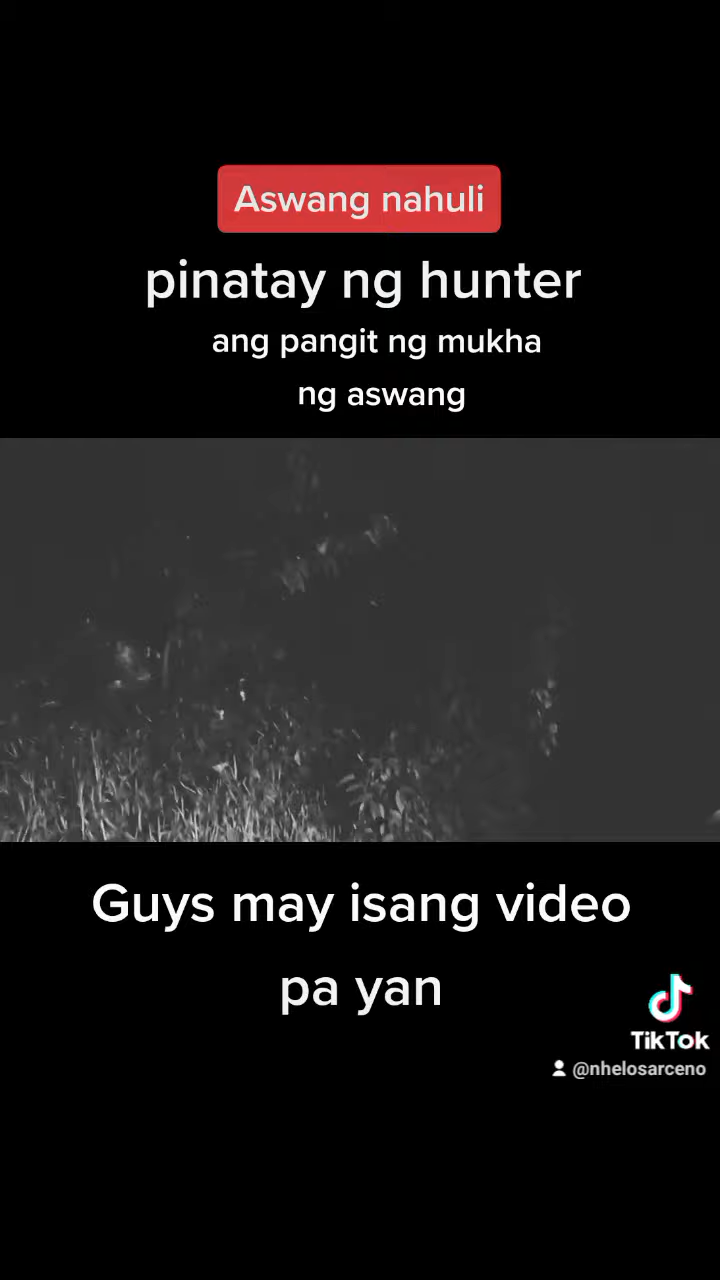 Aswang nahuli
pinatay ng hunter
ang pangit ng mukha
ng aswang
Guys may isang video
pa yan
TikTok
@nhelosarceno